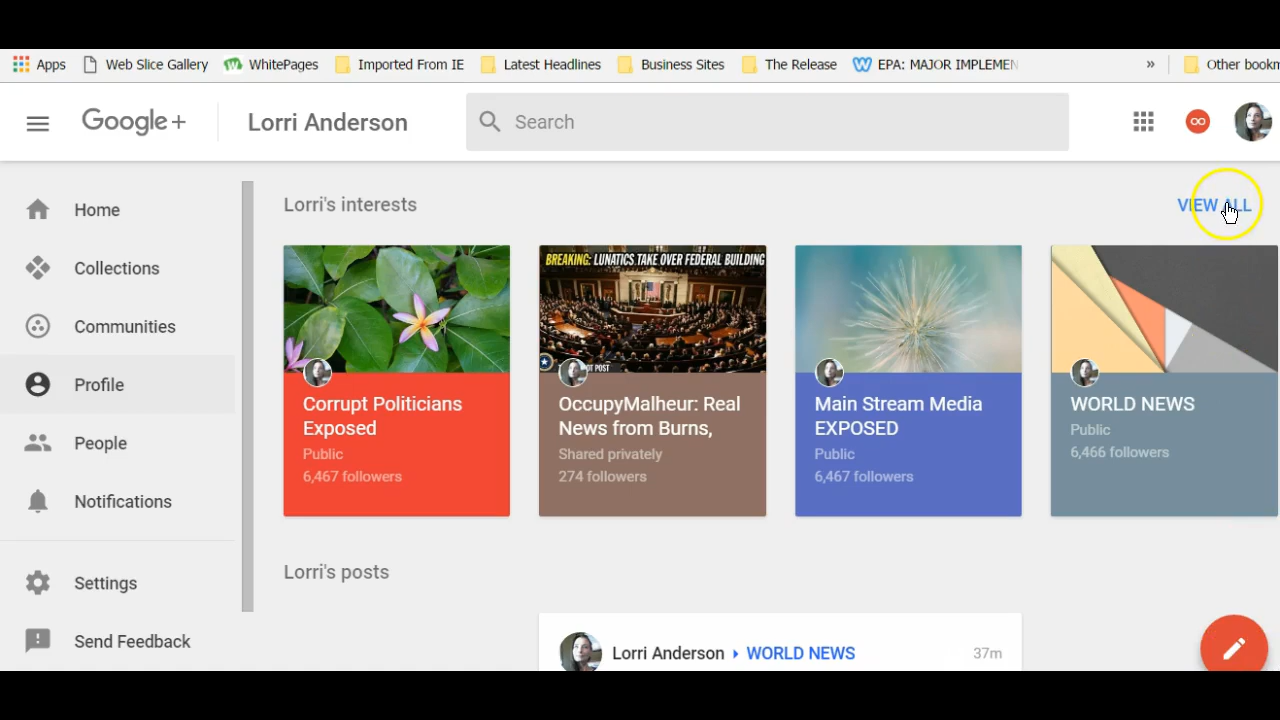 Apps Web Slice Gallery WhitePages Imported From IE Latest Headlines Business Sites The Release EPA: MAJOR IMPLEMEN » Other bookm
Google+ Lorri Anderson Search
Home
Collections
Communities
Profile
People
Notifications
Settings
Send Feedback
Lorri's interests
VIEW ALL
Corrupt Politicians
Exposed
Public
6,467 followers
BREAKING: LUNATICS TAKE OVER FEDERAL BUILDING
POST
OccupyMalheur: Real
News from Burns,
Shared privately
274 followers
Main Stream Media
EXPOSED
Public
6,467 followers
WORLD NEWS
Public
6,466 followers
Lorri's posts
Lorri Anderson WORLD NEWS 37m